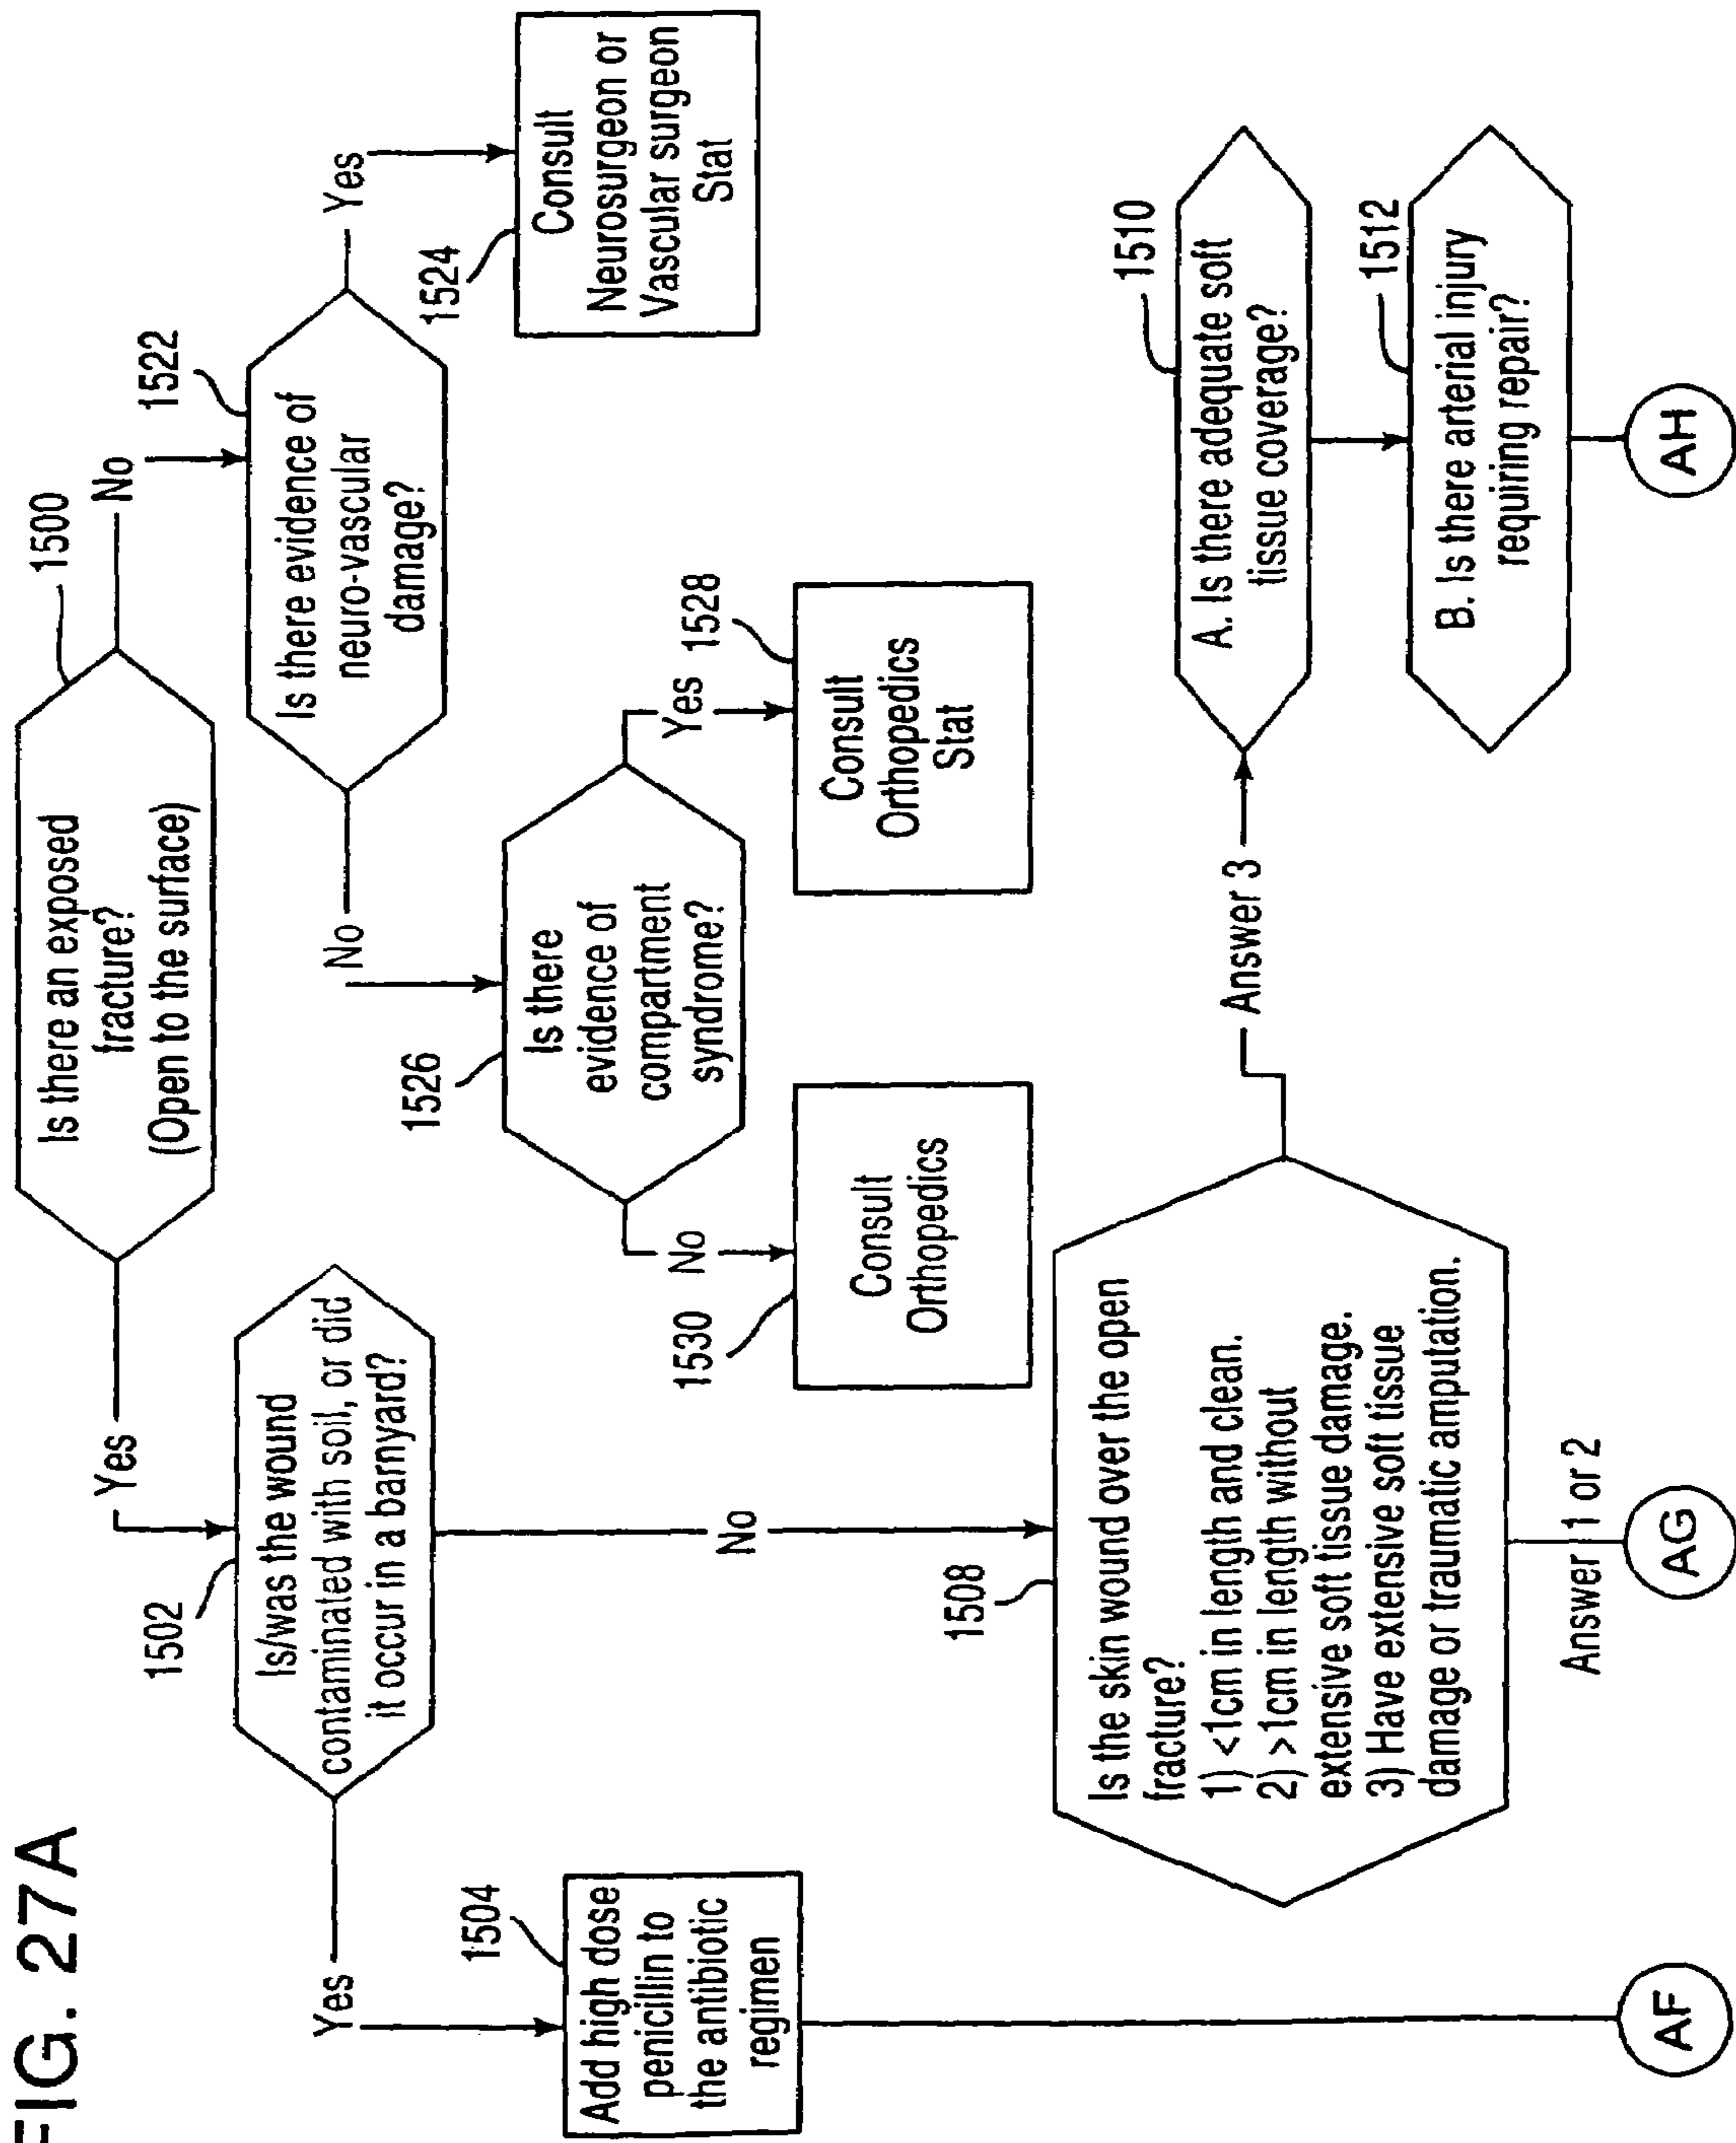 FIG. 27A
Is there an exposed
fracture?
(Open to the surface)
1500
Yes
No
1502
Is/was the wound
contaminated with soil, or did
it occur in a barnyard?
1522
Is there evidence of
neuro-vascular
damage?
Yes
No
No
Yes
1504
Add high dose
penicillin to
the antibiotic
regimen
1526
Is there
evidence of
compartment
syndrome?
1524
Consult
Neurosurgeon or
Vascular surgeon
Stat
No
Yes
1530
Consult
Orthopedics
1528
Consult
Orthopedics
Stat
1508
Is the skin wound over the open
fracture?
1) <1cm in length and clean.
2) >1cm in length without
extensive soft tissue damage.
3) Have extensive soft tissue
damage or traumatic amputation.
Answer 3
1510
A. Is there adequate soft
tissue coverage?
1512
B. Is there arterial injury
requiring repair?
Answer 1 or 2
AF
AG
AH